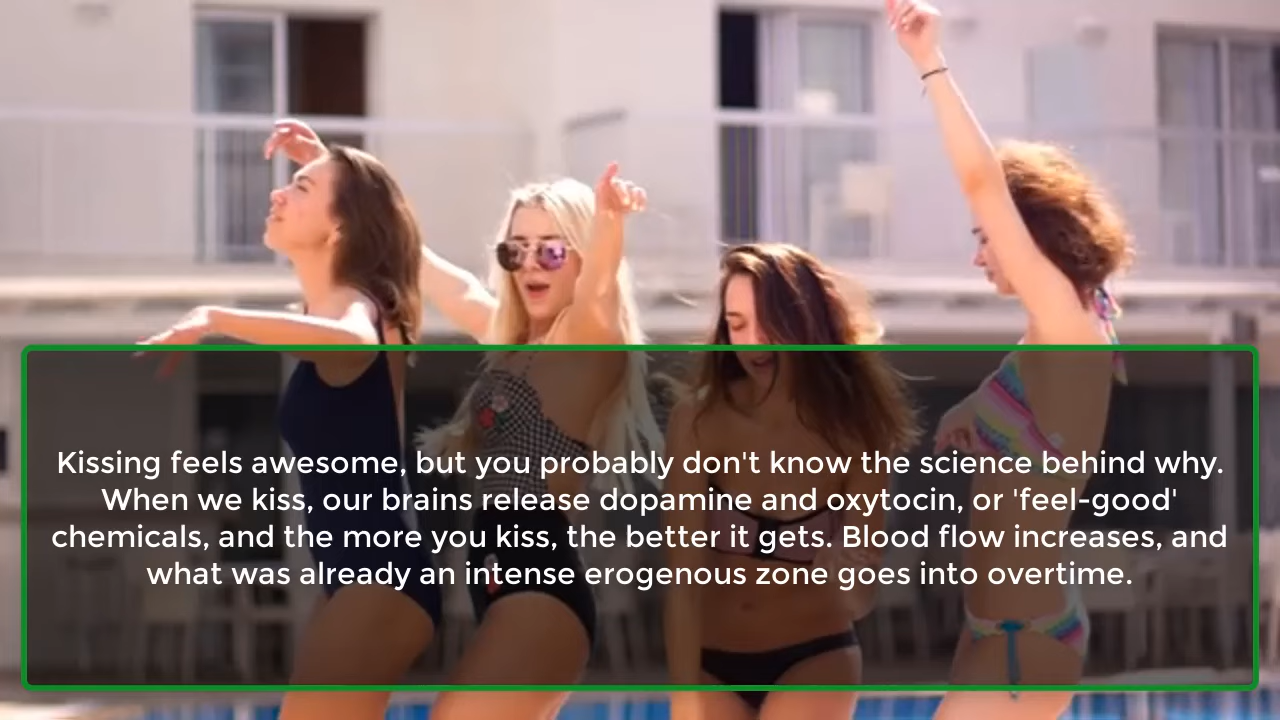 Kissing feels awesome, but you probably don't know the science behind why.
When we kiss, our brains release dopamine and oxytocin, or 'feel-good'
chemicals, and the more you kiss, the better it gets. Blood flow increases, and
what was already an intense erogenous zone goes into overtime.